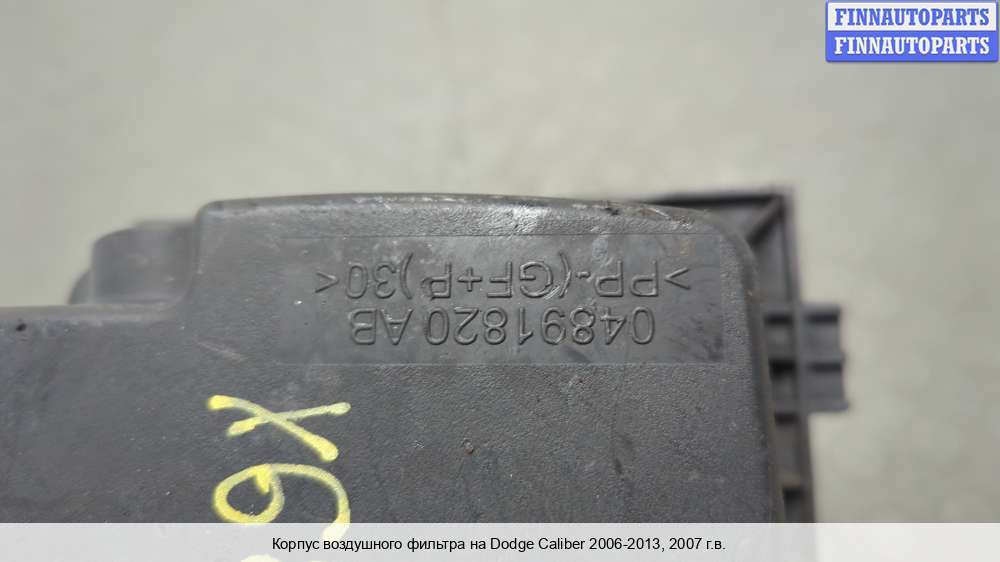 FINNAUTOPARTS
FINNAUTOPARTS
04891820AB
>PP-(GF+P)30<
Корпус воздушного фильтра на Dodge Caliber 2006-2013, 2007 г.в.